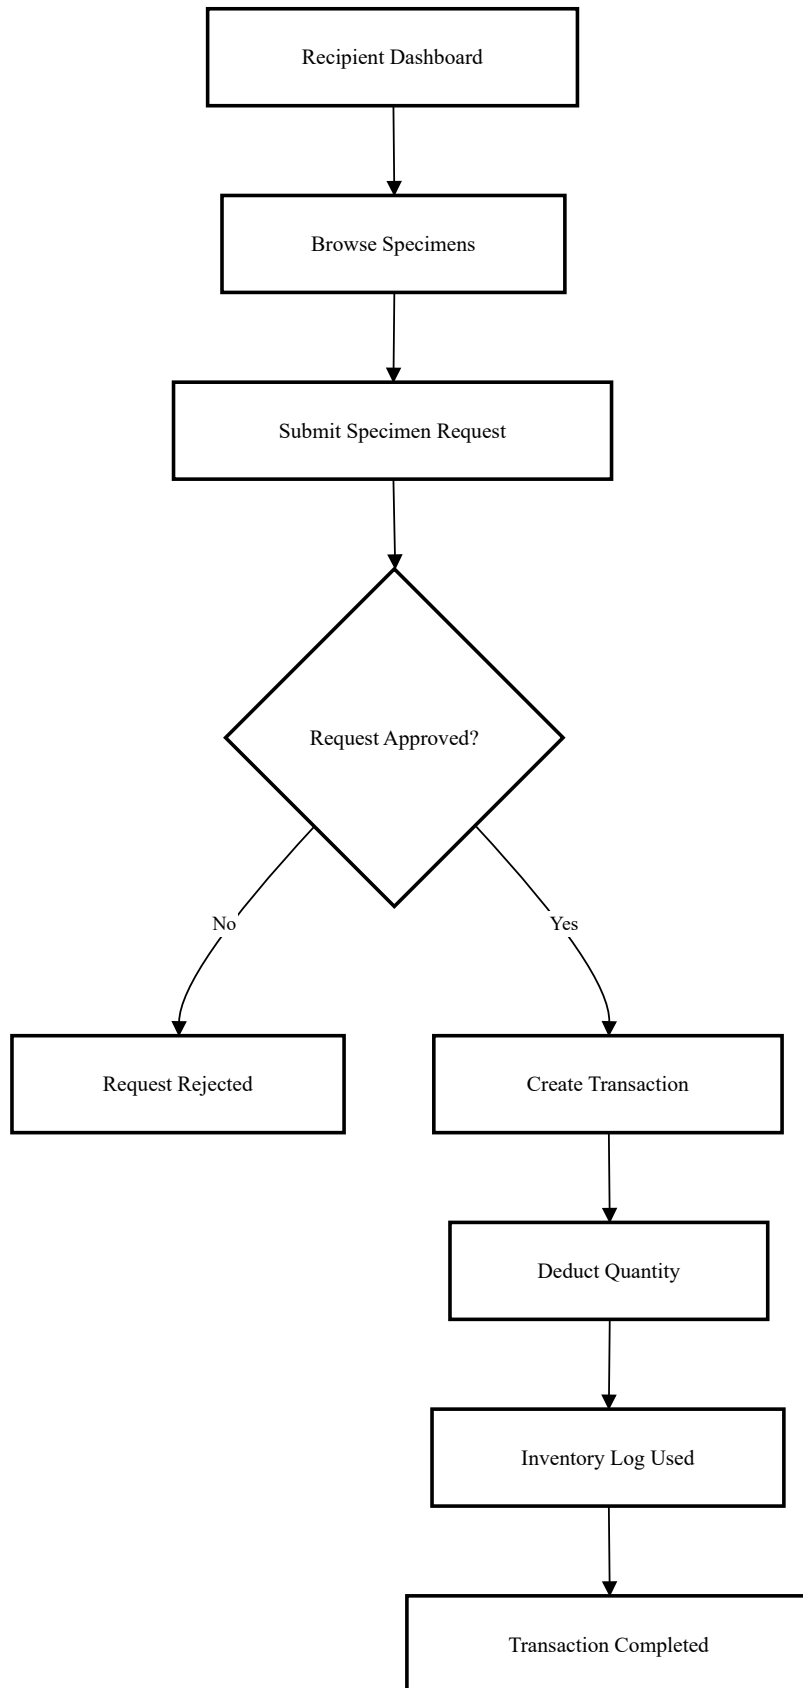 Recipient Dashboard
Browse Specimens
Submit Specimen Request
Request Approved?
No
Yes
Request Rejected
Create Transaction
Deduct Quantity
Inventory Log Used
Transaction Completed